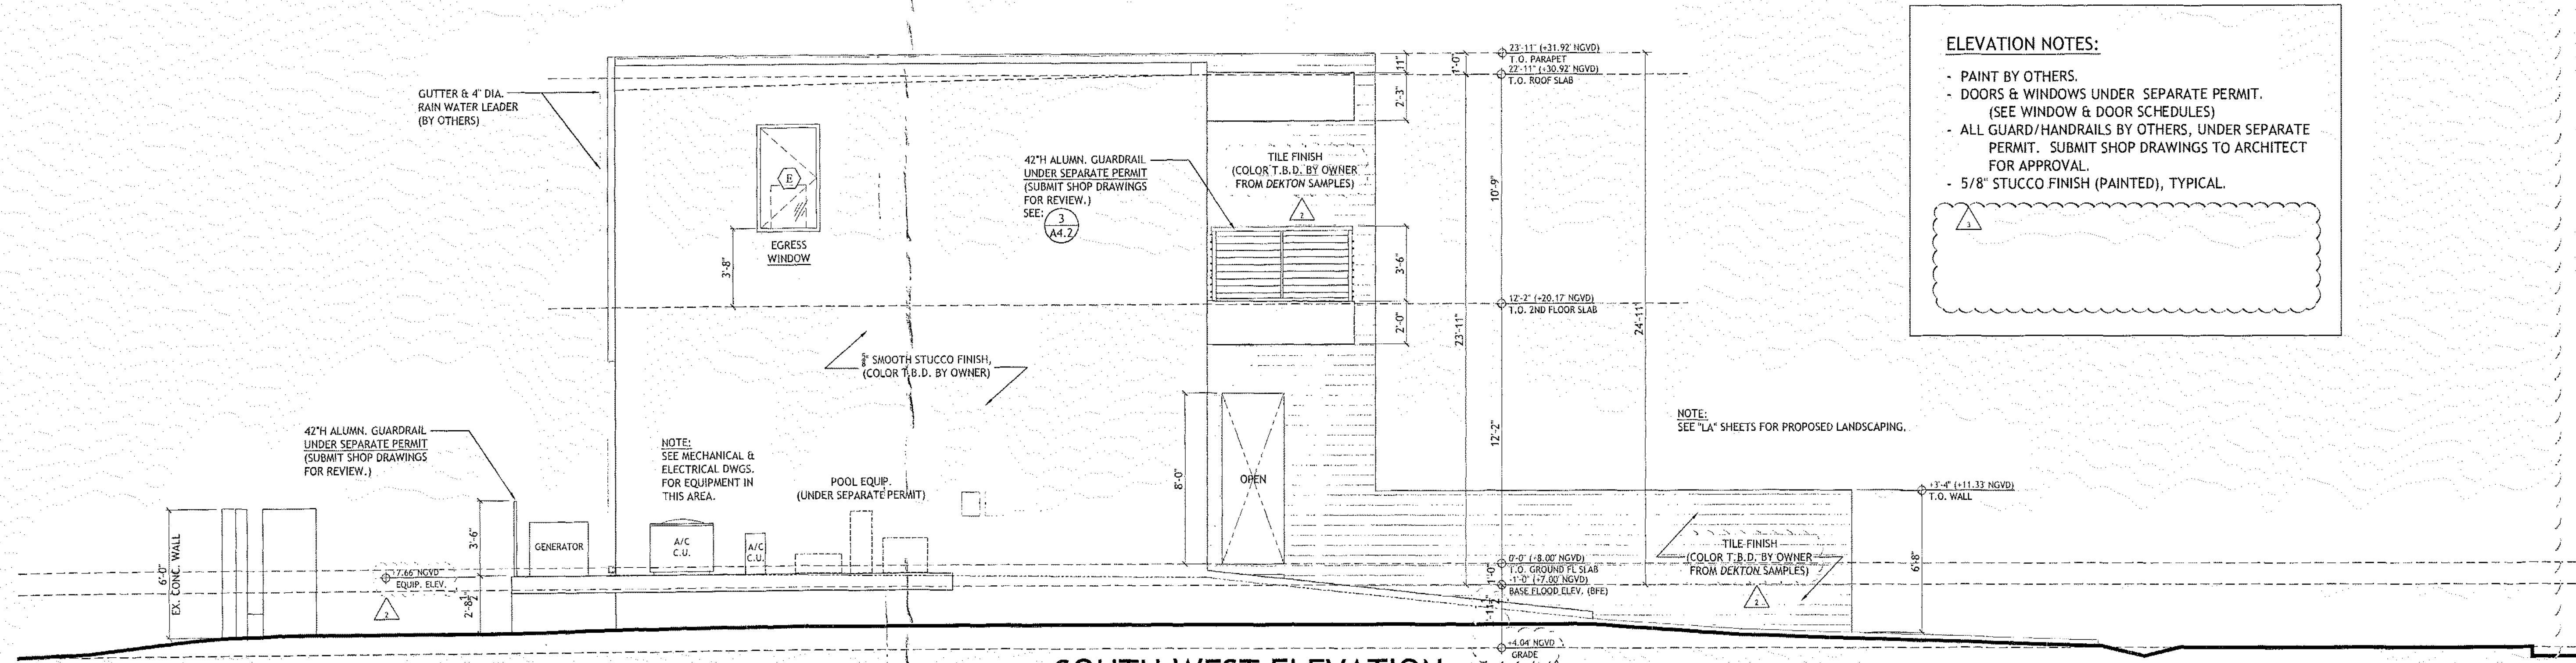 GUTTER & 4" DIA.
RAIN WATER LEADER
(BY OTHERS)
EGRESS
WINDOW
E
3'-8"
42"H ALUMN. GUARDRAIL
UNDER SEPARATE PERMIT
(SUBMIT SHOP DRAWINGS
FOR REVIEW.)
SEE:
3
A4.2
TILE FINISH
(COLOR T.B.D. BY OWNER
FROM DEKTON SAMPLES)
2
11"
2'-3"
3'-6"
2'-0"
1'-0"
10'-9"
12'-2"
23'-11"
24'-11"
23'-11" (+31.92' NGVD)
T.O. PARAPET
22'-11" (+30.92' NGVD)
T.O. ROOF SLAB
12'-2" (+20.17' NGVD)
T.O. 2ND FLOOR SLAB
ELEVATION NOTES:
- PAINT BY OTHERS.
- DOORS & WINDOWS UNDER SEPARATE PERMIT.
(SEE WINDOW & DOOR SCHEDULES)
- ALL GUARD/HANDRAILS BY OTHERS, UNDER SEPARATE
PERMIT. SUBMIT SHOP DRAWINGS TO ARCHITECT
FOR APPROVAL.
- 5/8" STUCCO FINISH (PAINTED), TYPICAL.
3
5/8" SMOOTH STUCCO FINISH,
(COLOR T.B.D. BY OWNER)
42"H ALUMN. GUARDRAIL
UNDER SEPARATE PERMIT
(SUBMIT SHOP DRAWINGS
FOR REVIEW.)
NOTE:
SEE MECHANICAL &
ELECTRICAL DWGS.
FOR EQUIPMENT IN
THIS AREA.
POOL EQUIP.
(UNDER SEPARATE PERMIT)
8'-0"
OPEN
NOTE:
SEE "LA" SHEETS FOR PROPOSED LANDSCAPING.
+3'-4" (+11.33' NGVD)
T.O. WALL
6'-0"
EX. CONC. WALL
3'-6"
GENERATOR
A/C
C.U.
A/C
C.U.
+7.66' NGVD
EQUIP. ELEV.
2
0'-0" (+8.00' NGVD)
T.O. GROUND FL SLAB
1'-0"
-1'-0" (+7.00' NGVD)
BASE FLOOD ELEV. (BFE)
TILE FINISH
(COLOR T.B.D. BY OWNER
FROM DEKTON SAMPLES)
2
6'-8"
+4.04' NGVD
GRADE
SOUTH WEST ELEVATION